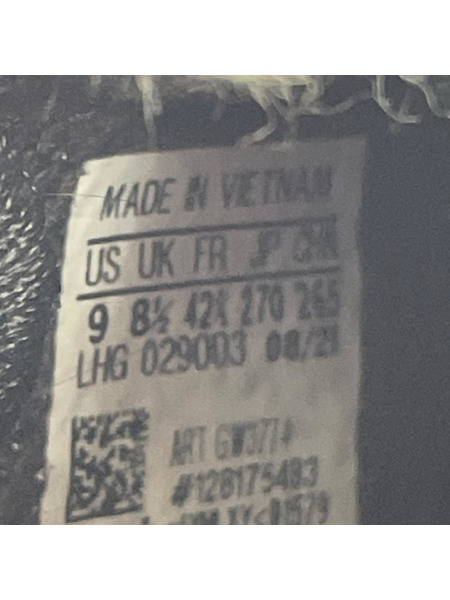 MADE IN VIETNAM
US UK FR JP CHN
9 8½ 42⅔ 270 265
LHG 029003 08/21
ART GW3774
#128175483